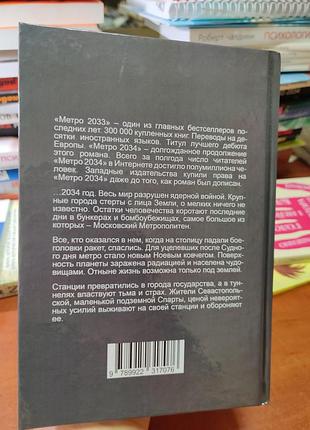 Роберт Чалдини
ПСИХОЛОГИ
«Метро 2033» – один из главных бестселлеров по-
следних лет. 300 000 купленных книг. Переводы на де-
сятки иностранных языков. Титул лучшего дебюта
Европы. «Метро 2034» – долгожданное продолжение
этого романа. Всего за полгода число читателей
«Метро 2034» в Интернете достигло полумиллиона че-
ловек. Западные издательства купили права на
«Метро 2034» даже до того, как роман был дописан.
…2034 год. Весь мир разрушен ядерной войной. Круп-
ные города стерты с лица Земли, о мелких ничего не
известно. Остатки человечества коротают последние
дни в бункерах и бомбоубежищах, самое большое из
которых – Московский Метрополитен.
Все, кто оказался в нем, когда на столицу падали бое-
головки ракет, спаслись. Для уцелевших после Судно-
го дня метро стало новым Ноевым ковчегом. Поверх-
ность планеты заражена радиацией и населена чудо-
вищами. Отныне жизнь возможна только под землей.
Станции превратились в города государства, а в тун-
нелях властвуют тьма и страх. Жители Севастополь-
ской, маленькой подземной Спарты, ценой невероят-
ных усилий выживают на своей станции и обороняют
ее.
9 789922 317076